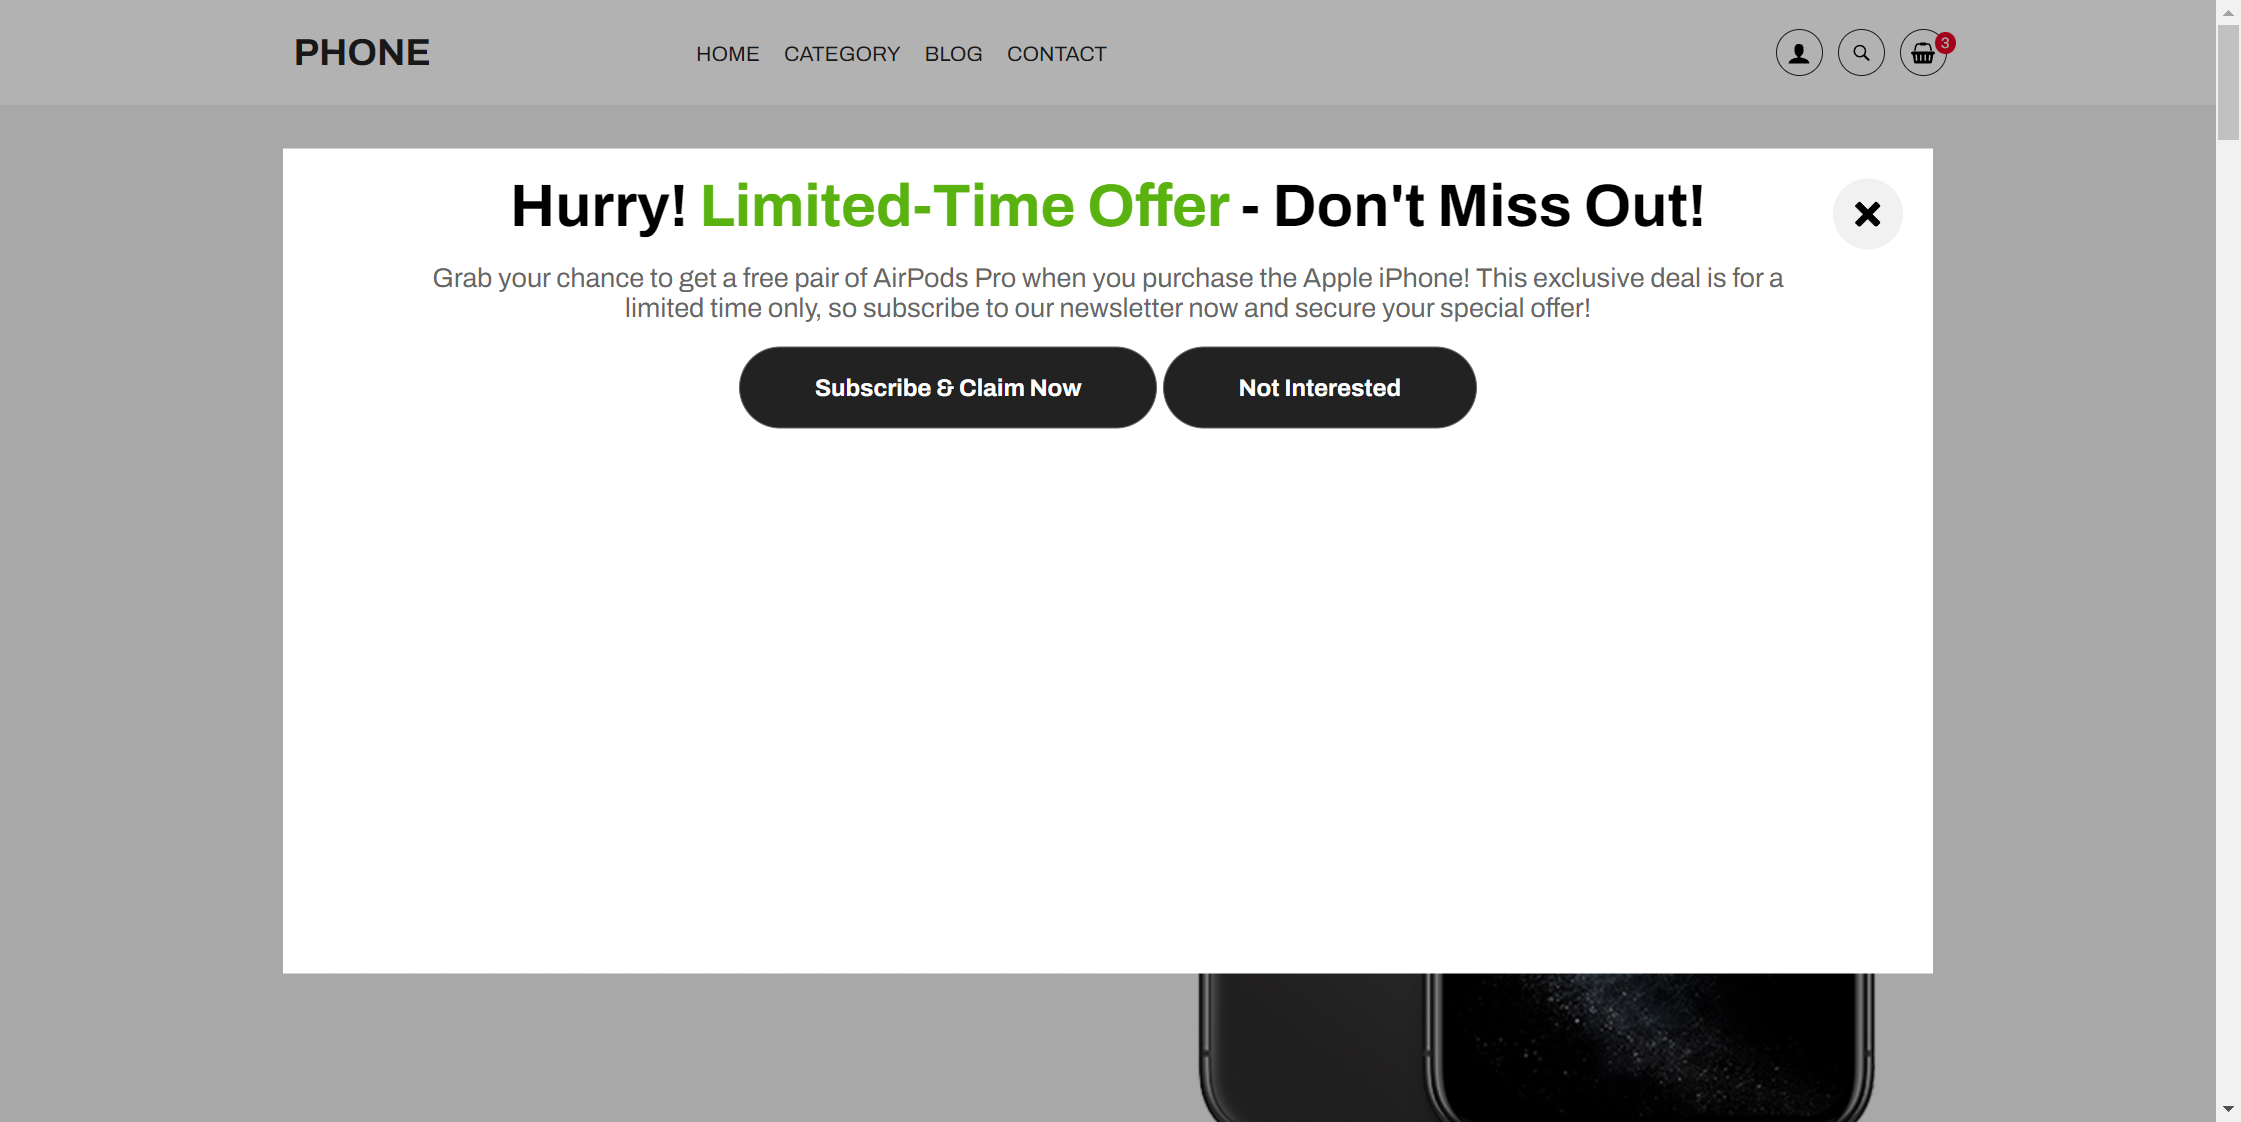 PHONE
HOME CATEGORY BLOG CONTACT
3
Hurry! Limited-Time Offer - Don't Miss Out!
Grab your chance to get a free pair of AirPods Pro when you purchase the Apple iPhone! This exclusive deal is for a
limited time only, so subscribe to our newsletter now and secure your special offer!
Subscribe & Claim Now
Not Interested